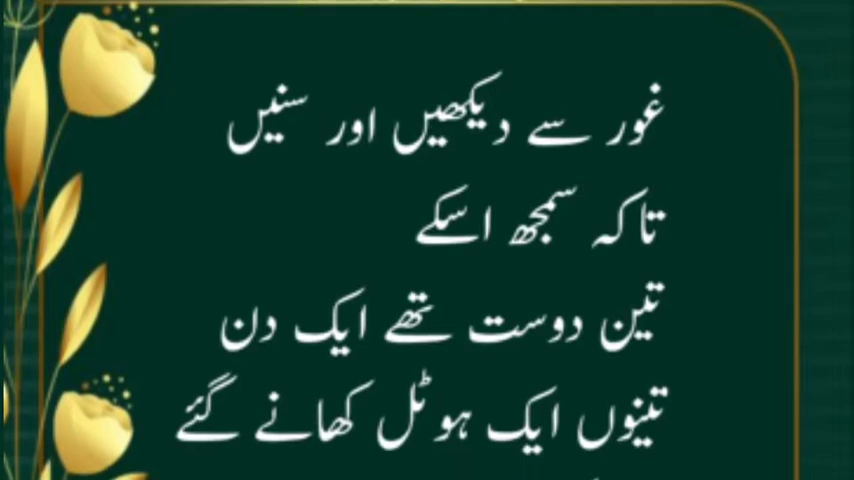 غور سے دیکھیں اور سنیں
تاکہ سمجھ اسکے
تین دوست تھے ایک دن
تینوں ایک ہوٹل کھانے گئے